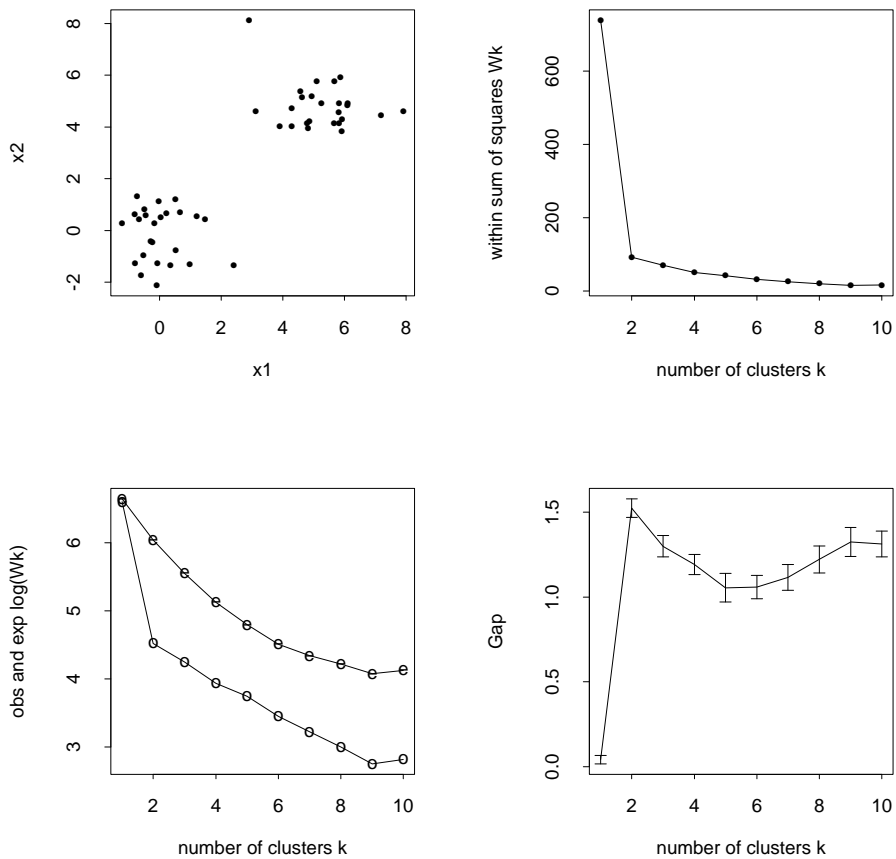 x2
-2 0 2 4 6 8
0 2 4 6 8
x1
within sum of squares Wk
0 200 400 600
2 4 6 8 10
number of clusters k
obs and exp log(Wk)
3 4 5 6
2 4 6 8 10
number of clusters k
Gap
0.0 0.5 1.0 1.5
2 4 6 8 10
number of clusters k